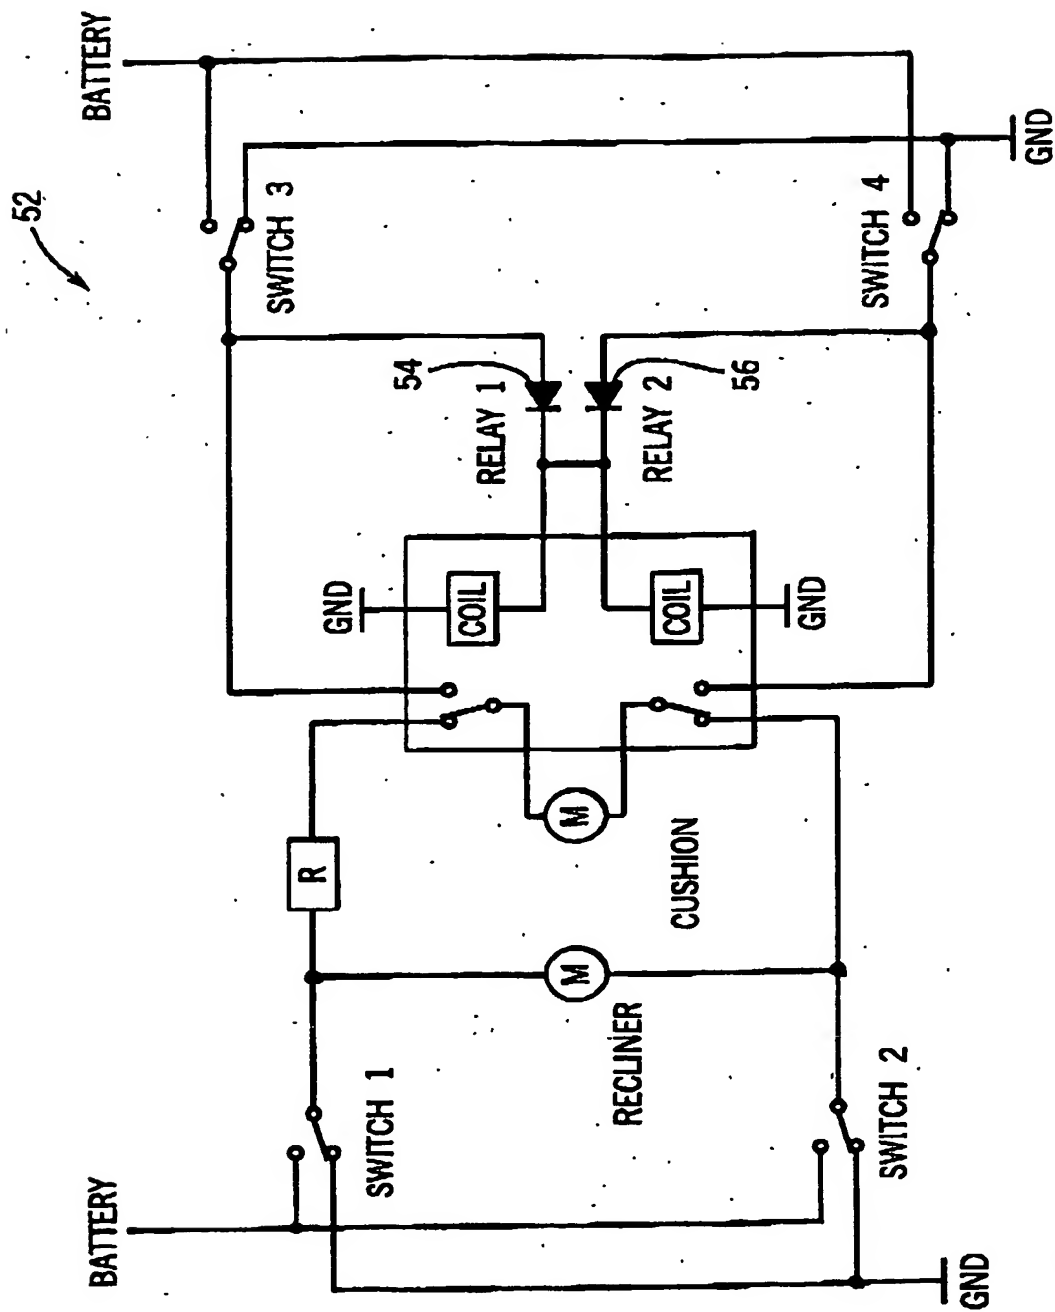 52
BATTERY
BATTERY
SWITCH 1
SWITCH 2
GND
RECLINER
M
R
CUSHION
M
GND
COIL
COIL
GND
RELAY 1
RELAY 2
54
56
SWITCH 3
SWITCH 4
GND